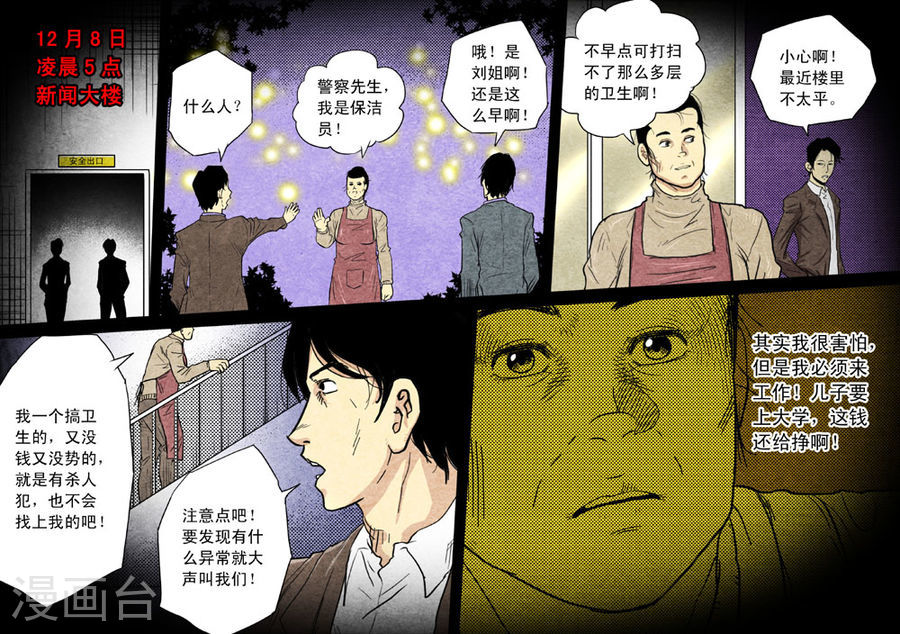 12月8日
凌晨5点
新闻大楼
安全出口
什么人？
警察先生，
我是保洁
员！
哦！是
刘姐啊！
还是这
么早啊！
不早点可打扫
不了那么多层
的卫生啊！
小心啊！
最近楼里
不太平。
我一个搞卫
生的，又没
钱又没势的，
就是有杀人
犯，也不会
找上我的吧！
注意点吧！
要发现有什
么异常就大
声叫我们！
其实我很害怕，
但是我必须来
工作！儿子要
上大学，这钱
还给挣啊！
漫画台